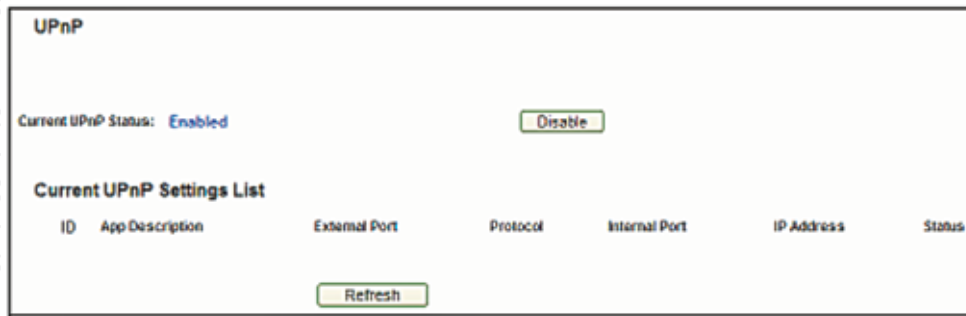 UPnP
Current UPnP Status: Enabled Disable
Current UPnP Settings List
ID App Description External Port Protocol Internal Port IP Address Status
Refresh